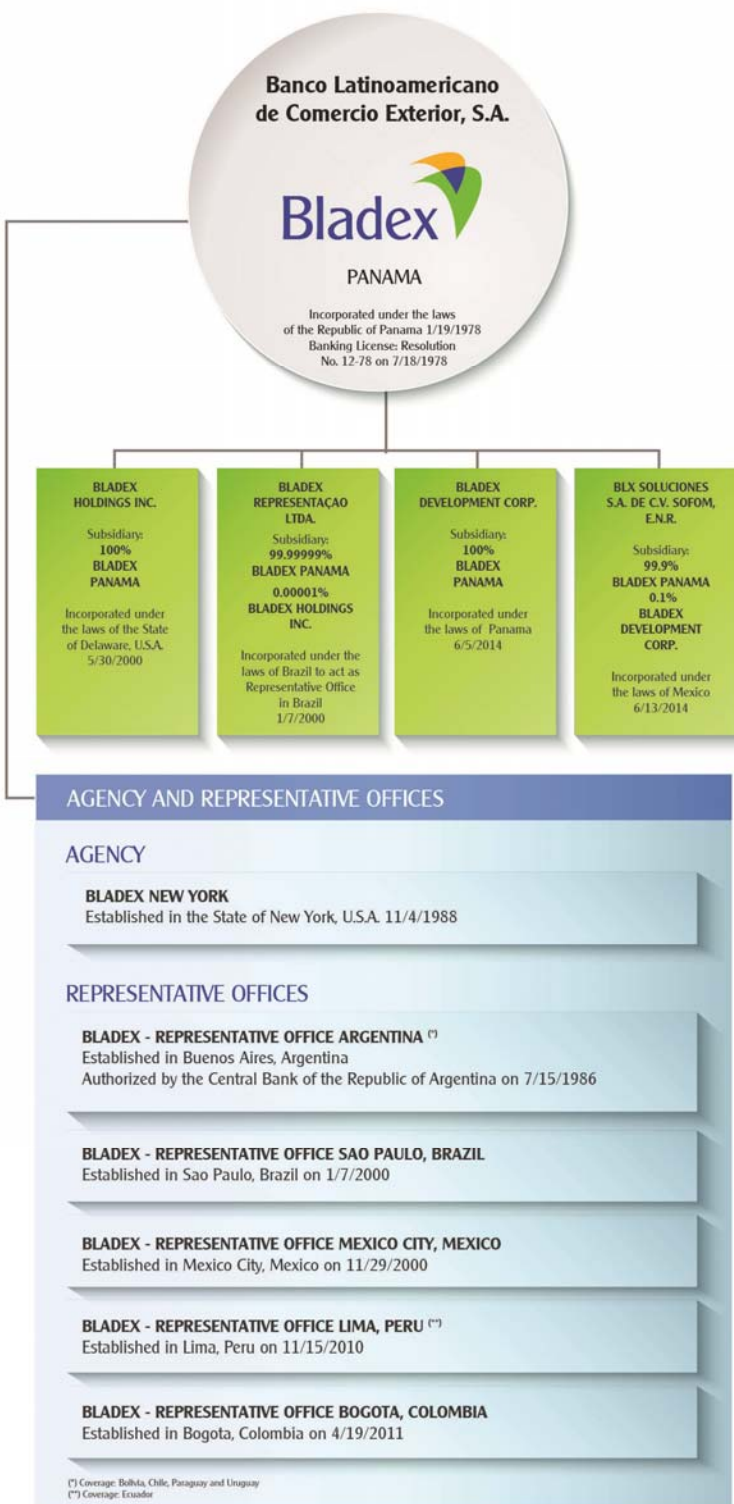 Banco Latinoamericano
de Comercio Exterior, S.A.
Bladex
PANAMA
Incorporated under the laws
of the Republic of Panama 1/19/1978
Banking License: Resolution
No. 12-78 on 7/18/1978
BLADEX
HOLDINGS INC.
Subsidiary:
100%
BLADEX
PANAMA
Incorporated under
the laws of the State
of Delaware, U.S.A.
5/30/2000
BLADEX
REPRESENTAÇAO
LTDA.
Subsidiary:
99.99999%
BLADEX PANAMA
0.00001%
BLADEX HOLDINGS
INC.
Incorporated under the
laws of Brazil to act as
Representative Office
in Brazil
1/7/2000
BLADEX
DEVELOPMENT CORP.
Subsidiary:
100%
BLADEX
PANAMA
Incorporated under
the laws of Panama
6/5/2014
BLX SOLUCIONES
S.A. DE C.V. SOFOM,
E.N.R.
Subsidiary:
99.9%
BLADEX PANAMA
0.1%
BLADEX
DEVELOPMENT
CORP.
Incorporated under
the laws of Mexico
6/13/2014
AGENCY AND REPRESENTATIVE OFFICES
AGENCY
BLADEX NEW YORK
Established in the State of New York, U.S.A. 11/4/1988
REPRESENTATIVE OFFICES
BLADEX - REPRESENTATIVE OFFICE ARGENTINA (*)
Established in Buenos Aires, Argentina
Authorized by the Central Bank of the Republic of Argentina on 7/15/1986
BLADEX - REPRESENTATIVE OFFICE SAO PAULO, BRAZIL
Established in Sao Paulo, Brazil on 1/7/2000
BLADEX - REPRESENTATIVE OFFICE MEXICO CITY, MEXICO
Established in Mexico City, Mexico on 11/29/2000
BLADEX - REPRESENTATIVE OFFICE LIMA, PERU (**)
Established in Lima, Peru on 11/15/2010
BLADEX - REPRESENTATIVE OFFICE BOGOTA, COLOMBIA
Established in Bogota, Colombia on 4/19/2011
(*) Coverage: Bolivia, Chile, Paraguay and Uruguay
(**) Coverage: Ecuador